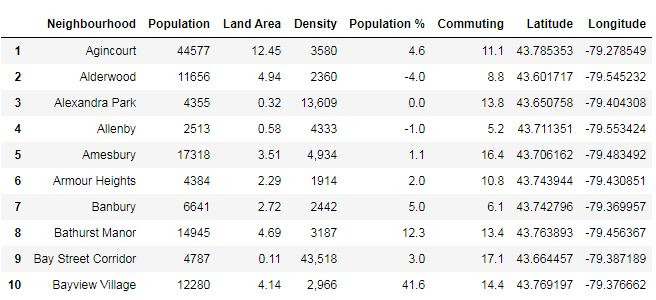 Neighbourhood Population Land Area Density Population % Commuting Latitude Longitude
1 Agincourt 44577 12.45 3580 4.6 11.1 43.785353 -79.278549
2 Alderwood 11656 4.94 2360 -4.0 8.8 43.601717 -79.545232
3 Alexandra Park 4355 0.32 13,609 0.0 13.8 43.650758 -79.404308
4 Allenby 2513 0.58 4333 -1.0 5.2 43.711351 -79.553424
5 Amesbury 17318 3.51 4,934 1.1 16.4 43.706162 -79.483492
6 Armour Heights 4384 2.29 1914 2.0 10.8 43.743944 -79.430851
7 Banbury 6641 2.72 2442 5.0 6.1 43.742796 -79.369957
8 Bathurst Manor 14945 4.69 3187 12.3 13.4 43.763893 -79.456367
9 Bay Street Corridor 4787 0.11 43,518 3.0 17.1 43.664457 -79.387189
10 Bayview Village 12280 4.14 2,966 41.6 14.4 43.769197 -79.376662